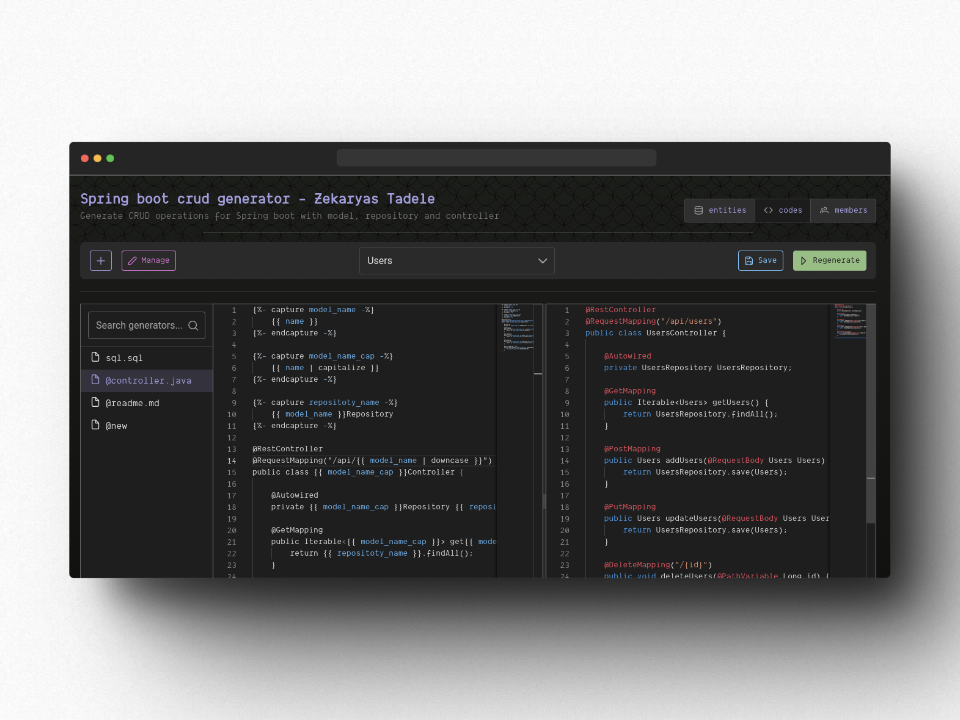 Spring boot crud generator - Zekaryas Tadele
Generate CRUD operations for Spring boot with model, repository and controller
entities
codes
members
Manage
Users
Save
Regenerate
Search generators...
sql.sql
@controller.java
@readme.md
@new
1 {%- capture model_name -%}
2 {{ name }}
3 {%- endcapture -%}
4
5 {%- capture model_name_cap -%}
6 {{ name | capitalize }}
7 {%- endcapture -%}
8
9 {%- capture repositoty_name -%}
10 {{ model_name }}Repository
11 {%- endcapture -%}
12
13 @RestController
14 @RequestMapping("/api/{{ model_name | downcase }}")
15 public class {{ model_name_cap }}Controller {
16
17 @Autowired
18 private {{ model_name_cap }}Repository {{ reposi
19
20 @GetMapping
21 public Iterable<{{ model_name_cap }}> get{{ mode
22 return {{ repositoty_name }}.findAll();
23 }
24
1 @RestController
2 @RequestMapping("/api/users")
3 public class UsersController {
4
5 @Autowired
6 private UsersRepository UsersRepository;
7
8 @GetMapping
9 public Iterable<Users> getUsers() {
10 return UsersRepository.findAll();
11 }
12
13 @PostMapping
14 public Users addUsers(@RequestBody Users Users)
15 return UsersRepository.save(Users);
16 }
17
18 @PutMapping
19 public Users updateUsers(@RequestBody Users User
20 return UsersRepository.save(Users);
21 }
22
23 @DeleteMapping("/{id}")
24 public void deleteUsers(@PathVariable Long id) {